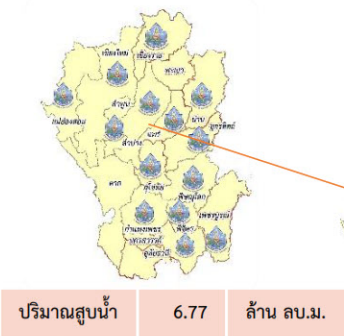 เชียงใหม่
เชียงราย
พะเยา
แม่ฮ่องสอน
ลำพูน
น่าน
ลำปาง
แพร่
อุตรดิตถ์
ตาก
สุโขทัย
พิษณุโลก
กำแพงเพชร
พิจิตร
เพชรบูรณ์
นครสวรรค์
อุทัยธานี
ปริมาณสูบน้ำ 6.77 ล้าน ลบ.ม.